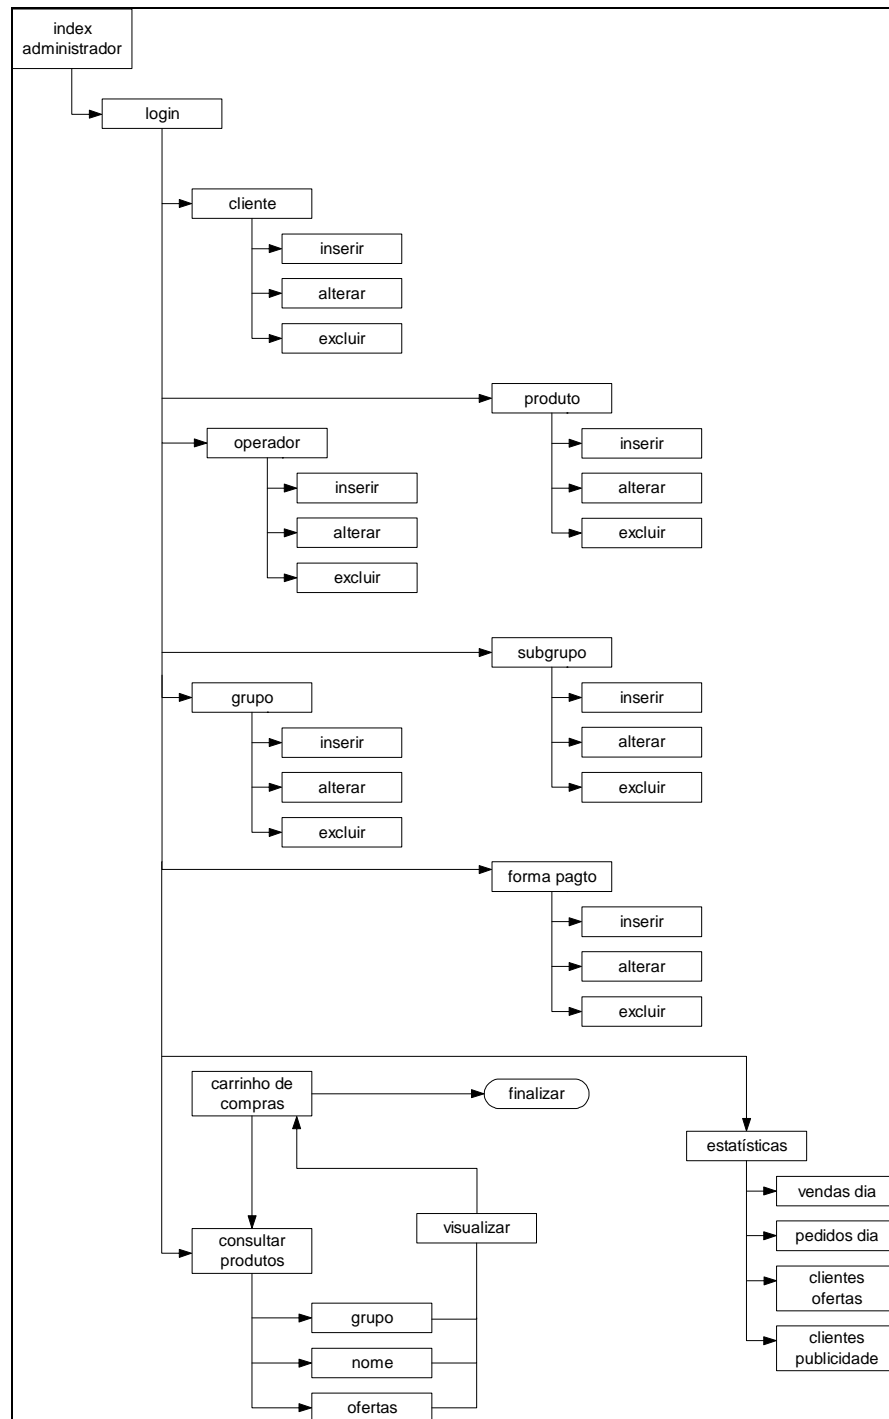 index
administrador
login
cliente
inserir
alterar
excluir
produto
operador
inserir
inserir
alterar
alterar
excluir
excluir
subgrupo
grupo
inserir
inserir
alterar
alterar
excluir
excluir
forma pagto
inserir
alterar
excluir
carrinho de
compras
finalizar
estatísticas
vendas dia
visualizar
pedidos dia
consultar
produtos
clientes
ofertas
grupo
clientes
publicidade
nome
ofertas